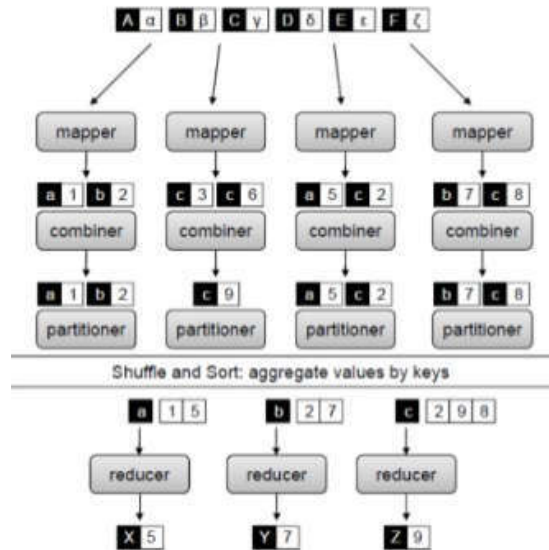 A α B β C γ D δ E ε F ζ
mapper mapper mapper mapper
a 1 b 2 c 3 c 6 a 5 c 2 b 7 c 8
combiner combiner combiner combiner
a 1 b 2 c 9 a 5 c 2 b 7 c 8
partitioner partitioner partitioner partitioner
Shuffle and Sort: aggregate values by keys
a 1 5 b 2 7 c 2 9 8
reducer reducer reducer
X 5 Y 7 Z 9